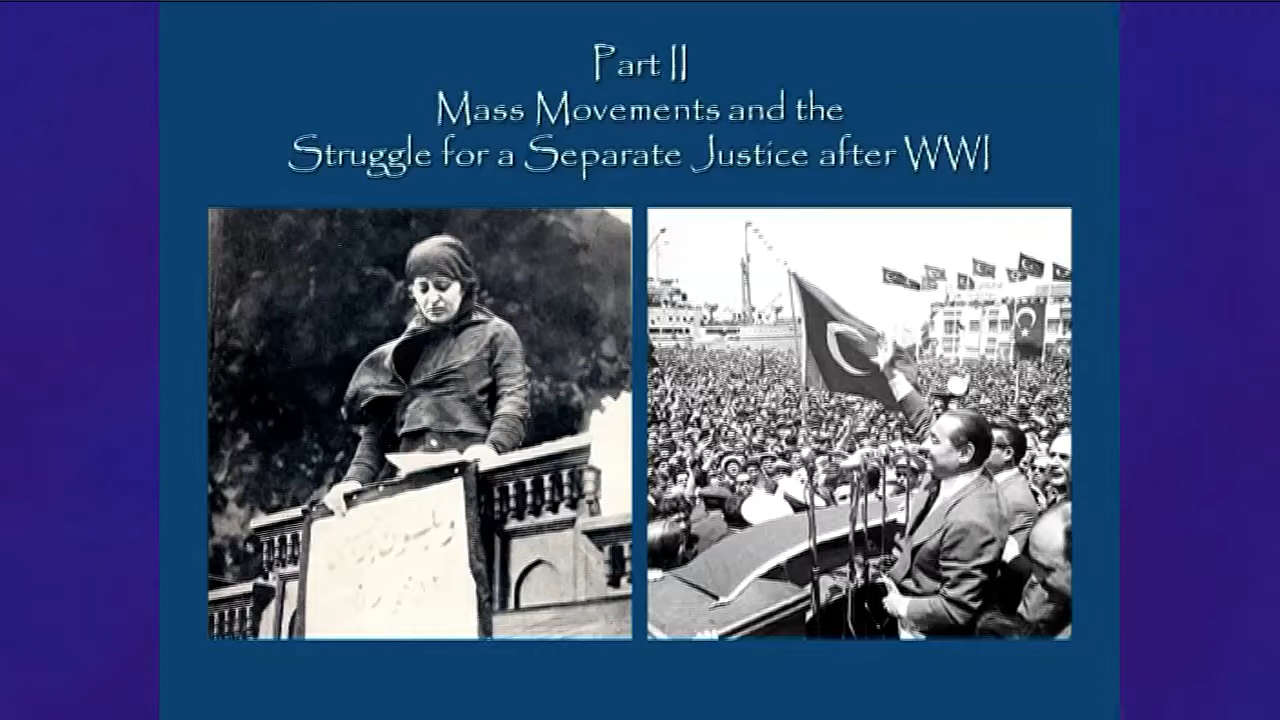 Part II
Mass Movements and the
Struggle for a Separate Justice after WWI